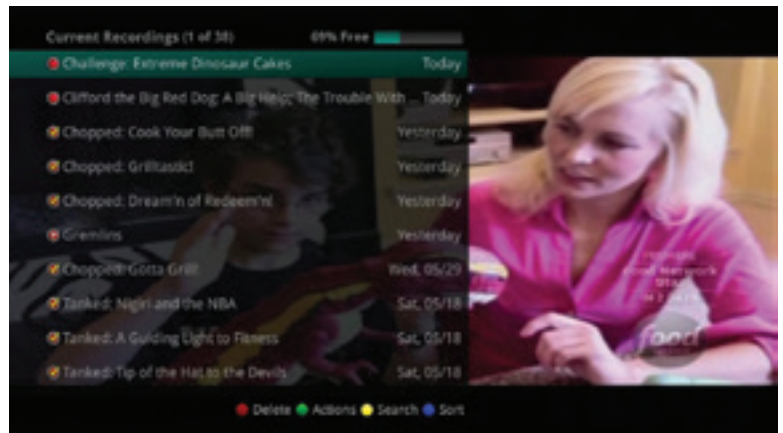 Current Recordings (1 of 38) 69% Free
Challenge: Extreme Dinosaur Cakes Today
Clifford the Big Red Dog: A Big Help; The Trouble With ... Today
Chopped: Cook Your Butt Off! Yesterday
Chopped: Grilltastic! Yesterday
Chopped: Dream'n of Redeem'n! Yesterday
Gremlins Yesterday
Chopped: Gotta Grill! Wed, 05/29
Tanked: Nigiri and the NBA Sat, 05/18
Tanked: A Guiding Light to Fitness Sat, 05/18
Tanked: Tip of the Hat to the Devils Sat, 05/18
Network
food
Delete Actions Search Sort